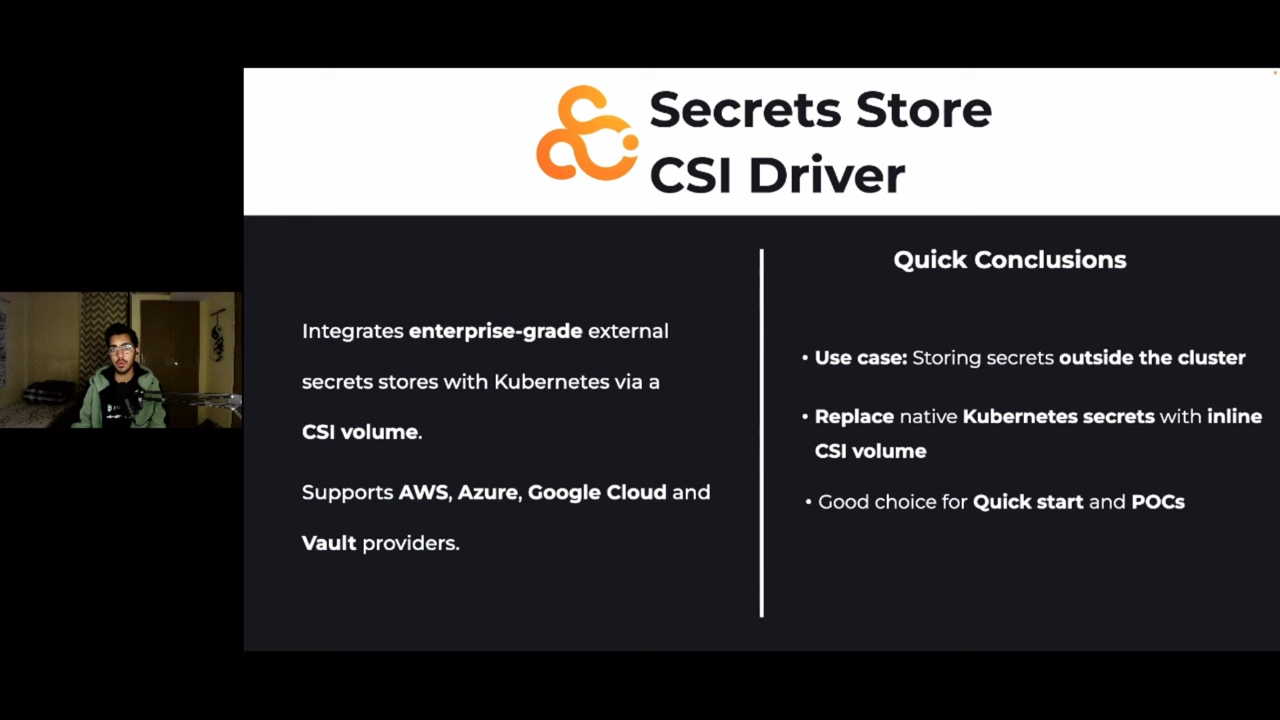 Secrets Store
CSI Driver
Integrates enterprise-grade external
secrets stores with Kubernetes via a
CSI volume.
Supports AWS, Azure, Google Cloud and
Vault providers.
Quick Conclusions
• Use case: Storing secrets outside the cluster
• Replace native Kubernetes secrets with inline
CSI volume
• Good choice for Quick start and POCs